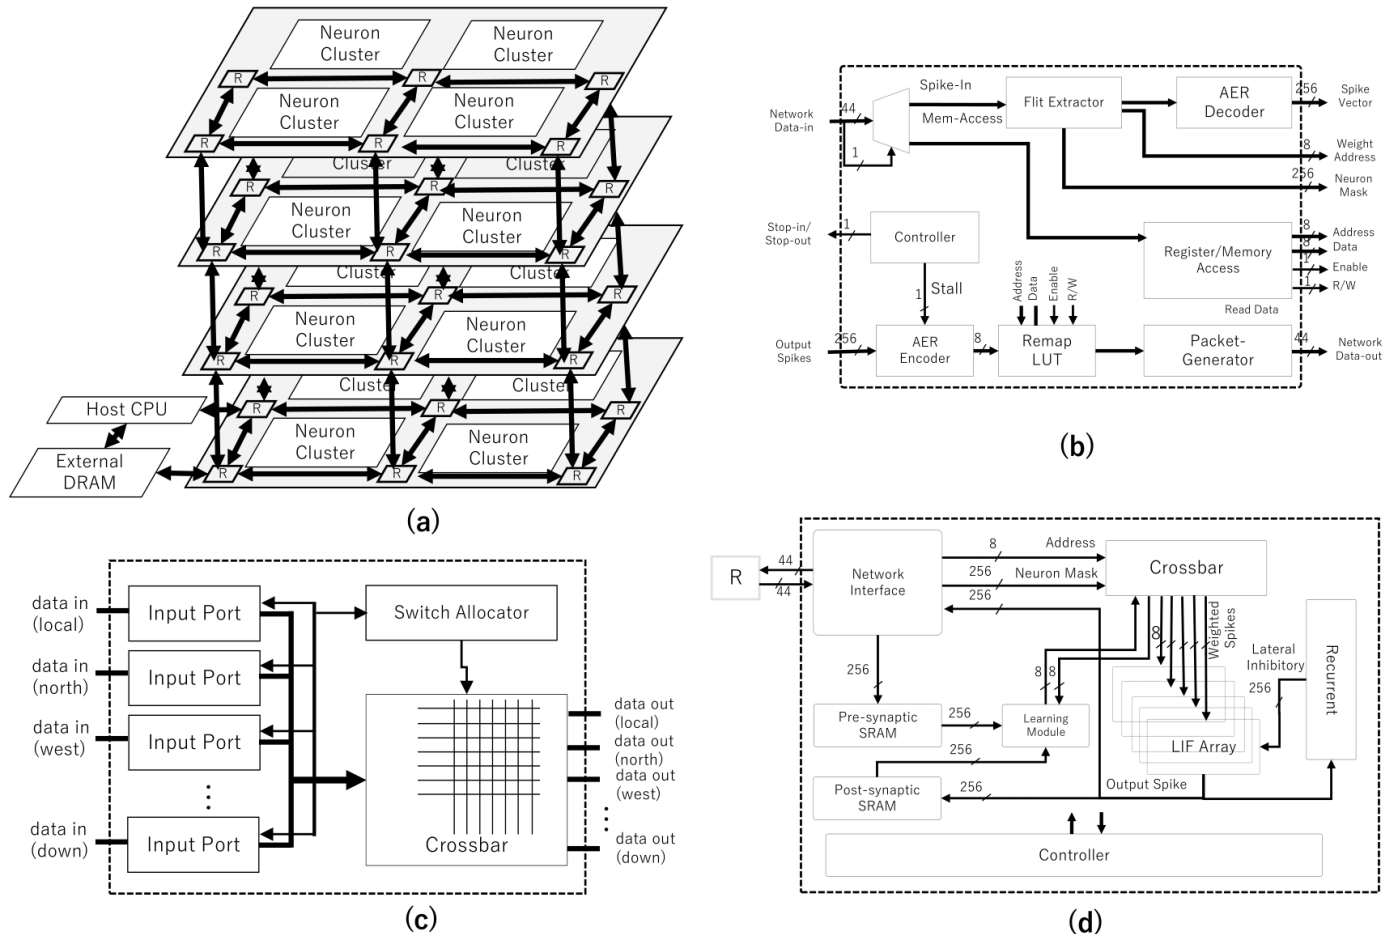 Neuron
Cluster
Neuron
Cluster
R
R
R
Neuron
Cluster
Neuron
Cluster
R
R
R
Cluster
Cluster
R
R
R
Neuron
Cluster
Neuron
Cluster
R
R
R
Cluster
Cluster
R
R
R
Neuron
Cluster
Neuron
Cluster
R
R
R
Cluster
Cluster
R
R
R
Neuron
Cluster
Neuron
Cluster
R
R
R
Host CPU
External
DRAM
(a)
Network
Data-in
44
1
Spike-In
Mem-Access
Flit Extractor
AER
Decoder
256
Spike
Vector
8
Weight
Address
256
Neuron
Mask
Stop-in/
Stop-out
1
Controller
1
Stall
Register/Memory
Access
8
Address
8
Data
1
Enable
1
R/W
Read Data
Address
Data
Enable
R/W
Output
Spikes
256
AER
Encoder
8
Remap
LUT
Packet-
Generator
44
Network
Data-out
(b)
data in
(local)
Input Port
data in
(north)
Input Port
data in
(west)
Input Port
data in
(down)
Input Port
Switch Allocator
Crossbar
data out
(local)
data out
(north)
data out
(west)
data out
(down)
(c)
R
44
44
Network
Interface
8
Address
256
Neuron Mask
256
Crossbar
8
Weighted
Spikes
Lateral
Inhibitory
256
Recurrent
256
8
8
Pre-synaptic
SRAM
256
Learning
Module
256
LIF Array
Post-synaptic
SRAM
256
Output Spike
Controller
(d)